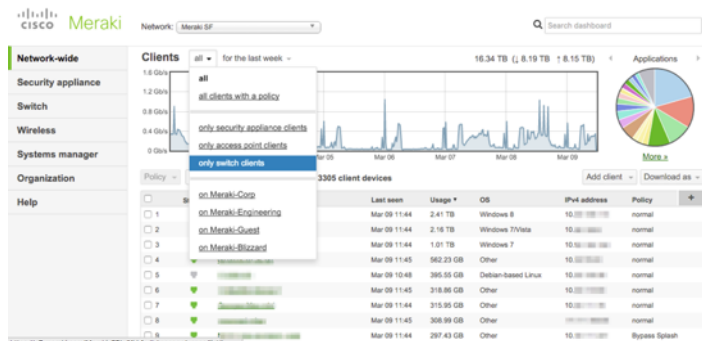 CISCO Meraki Network: Meraki SF Search dashboard
Network-wide
Security appliance
Switch
Wireless
Systems manager
Organization
Help
Clients all for the last week 16.34 TB (↓ 8.19 TB ↑ 8.15 TB) Applications
all
all clients with a policy
only security appliance clients
only access point clients
only switch clients
on Meraki-Corp
on Meraki-Engineering
on Meraki-Guest
on Meraki-Blizzard
1.6 Gb/s
1.2 Gb/s
0.8 Gb/s
0.4 Gb/s
0 Gb/s
Mar 05 Mar 06 Mar 07 Mar 08 Mar 09
More »
Policy 3305 client devices Add client Download as
Last seen Usage OS IPv4 address Policy +
1 Mar 09 11:44 2.41 TB Windows 8 10. normal
2 Mar 09 11:44 2.16 TB Windows 7/Vista 10. normal
3 Mar 09 11:44 1.01 TB Windows 7 10. normal
4 Mar 09 11:45 562.23 GB Other 10. normal
5 Mar 09 10:48 395.55 GB Debian-based Linux 10. normal
6 Mar 09 11:45 318.86 GB Other 10. normal
7 Mar 09 11:44 315.95 GB Other 10. normal
8 Mar 09 11:45 308.99 GB Other normal
9 Mar 09 11:44 297.43 GB Other 10. Bypass Splash